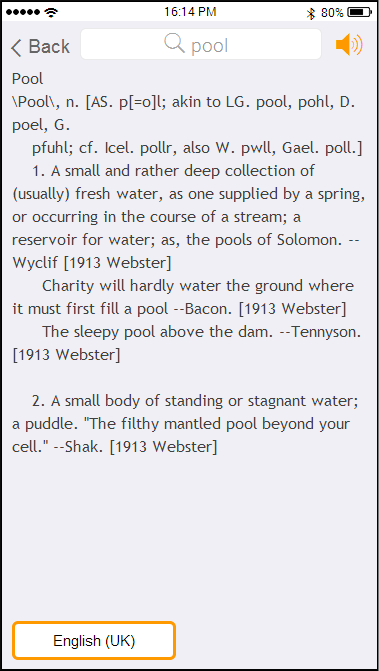 16:14 PM 80%
Back pool
Pool
\Pool\, n. [AS. p[=o]l; akin to LG. pool, pohl, D.
poel, G.
pfuhl; cf. Icel. pollr, also W. pwll, Gael. poll.]
1. A small and rather deep collection of
(usually) fresh water, as one supplied by a spring,
or occurring in the course of a stream; a
reservoir for water; as, the pools of Solomon. --
Wyclif [1913 Webster]
Charity will hardly water the ground where
it must first fill a pool --Bacon. [1913 Webster]
The sleepy pool above the dam. --Tennyson.
[1913 Webster]
2. A small body of standing or stagnant water;
a puddle. "The filthy mantled pool beyond your
cell." --Shak. [1913 Webster]
English (UK)